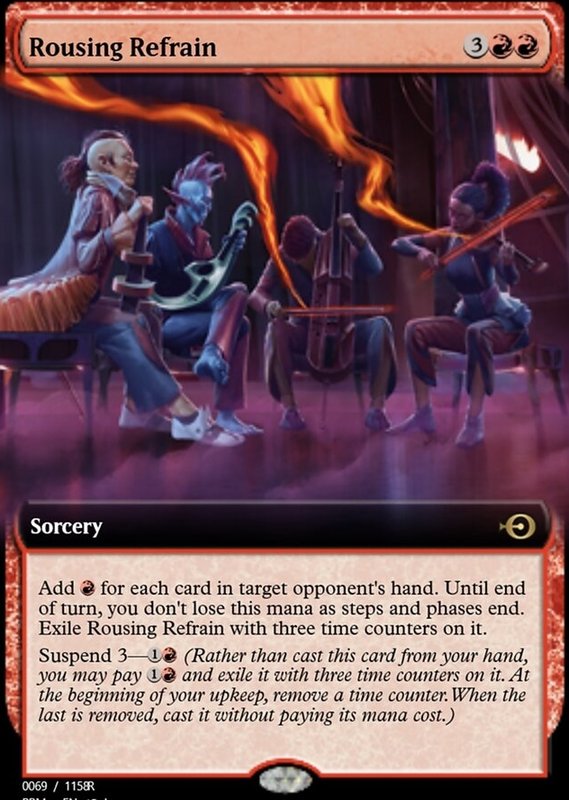 Rousing Refrain 3
Sorcery
Add for each card in target opponent's hand. Until end
of turn, you don't lose this mana as steps and phases end.
Exile Rousing Refrain with three time counters on it.
Suspend 3—1 (Rather than cast this card from your hand,
you may pay 1 and exile it with three time counters on it. At
the beginning of your upkeep, remove a time counter. When the
last is removed, cast it without paying its mana cost.)
0069 / 1158R